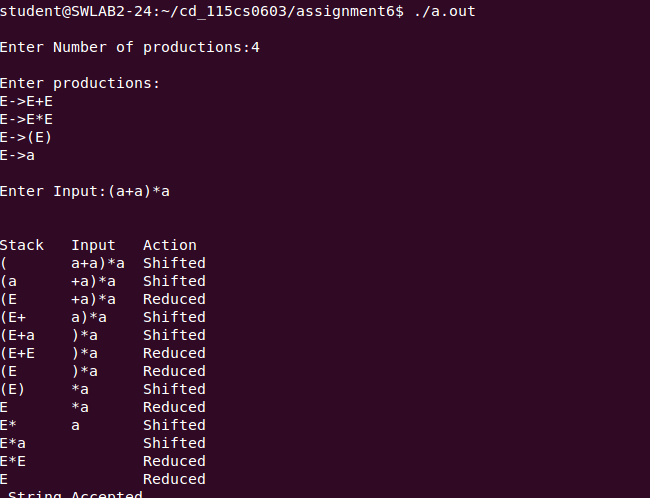 student@SWLAB2-24:~/cd_115cs0603/assignment6$ ./a.out
Enter Number of productions:4
Enter productions:
E->E+E
E->E*E
E->(E)
E->a
Enter Input:(a+a)*a
Stack Input Action
( a+a)*a Shifted
(a +a)*a Shifted
(E +a)*a Reduced
(E+ a)*a Shifted
(E+a )*a Shifted
(E+E )*a Reduced
(E )*a Reduced
(E) *a Shifted
E *a Reduced
E* a Shifted
E*a Shifted
E*E Reduced
E Reduced
String Accepted